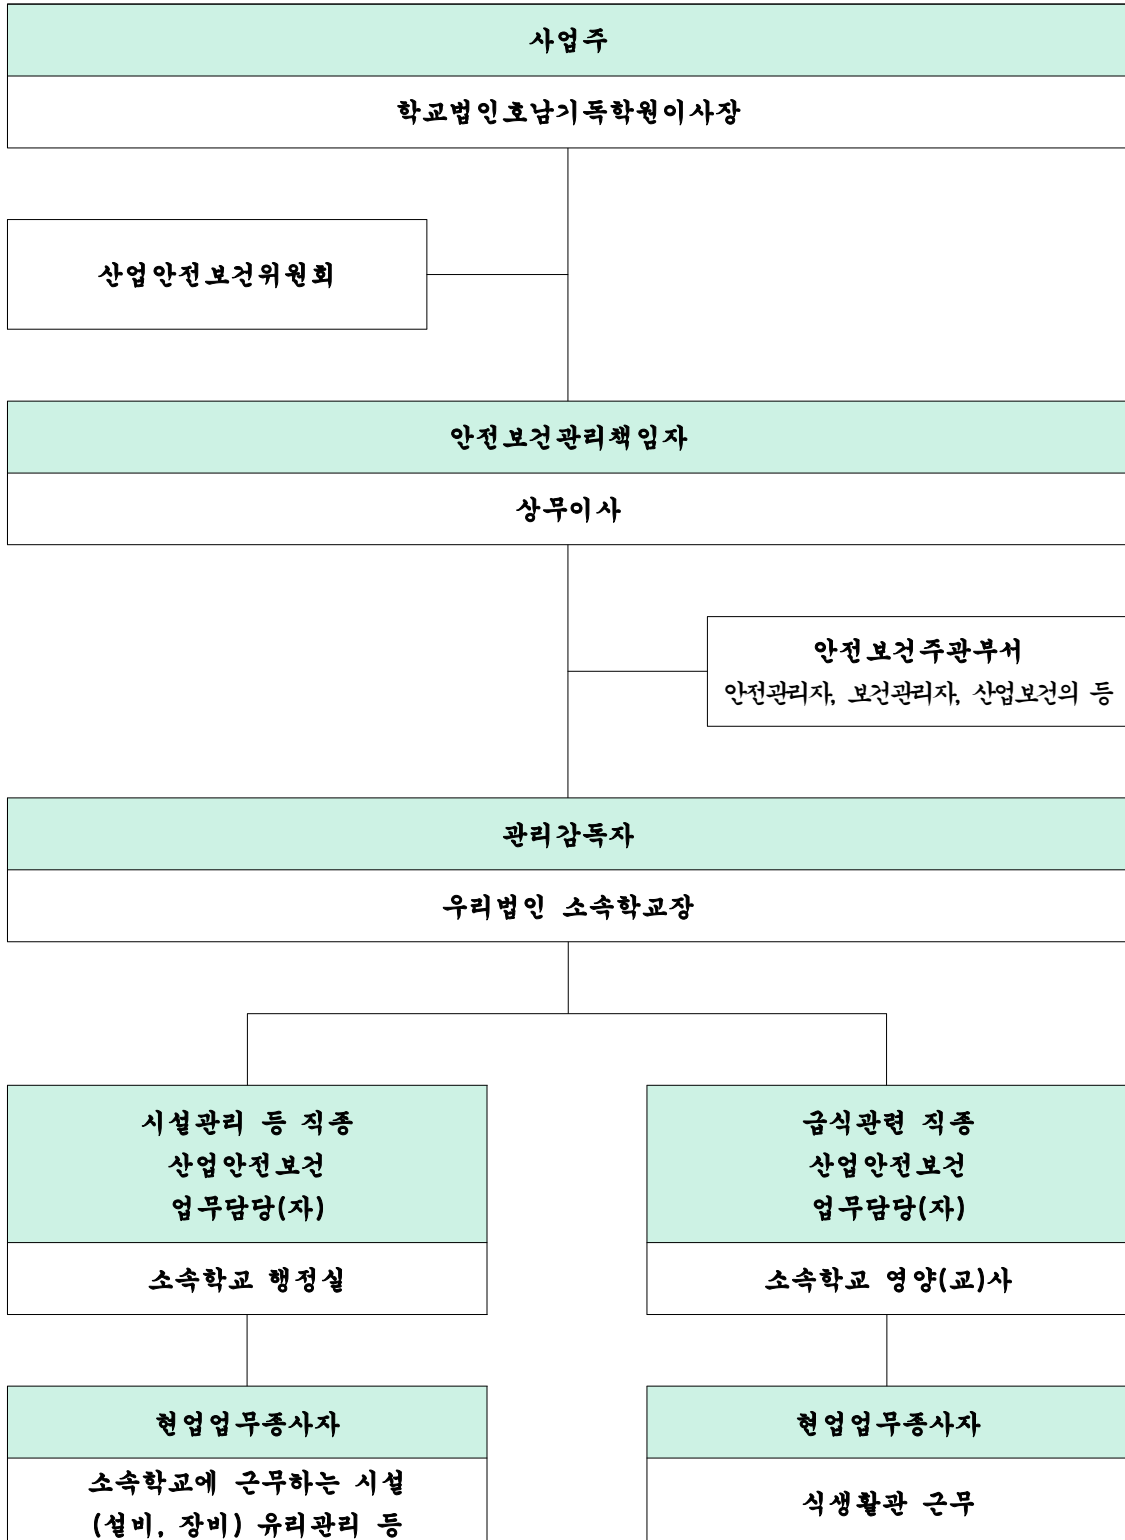 사업주
학교법인호남기독학원이사장
산업안전보건위원회
안전보건관리책임자
상무이사
안전보건주관부서
안전관리자, 보건관리자, 산업보건의 등
관리감독자
우리법인 소속학교장
시설관리 등 직종
산업안전보건
업무담당(자)
소속학교 행정실
급식관련 직종
산업안전보건
업무담당(자)
소속학교 영양(교)사
현업업무종사자
소속학교에 근무하는 시설
(설비, 장비) 유리관리 등
현업업무종사자
식생활관 근무